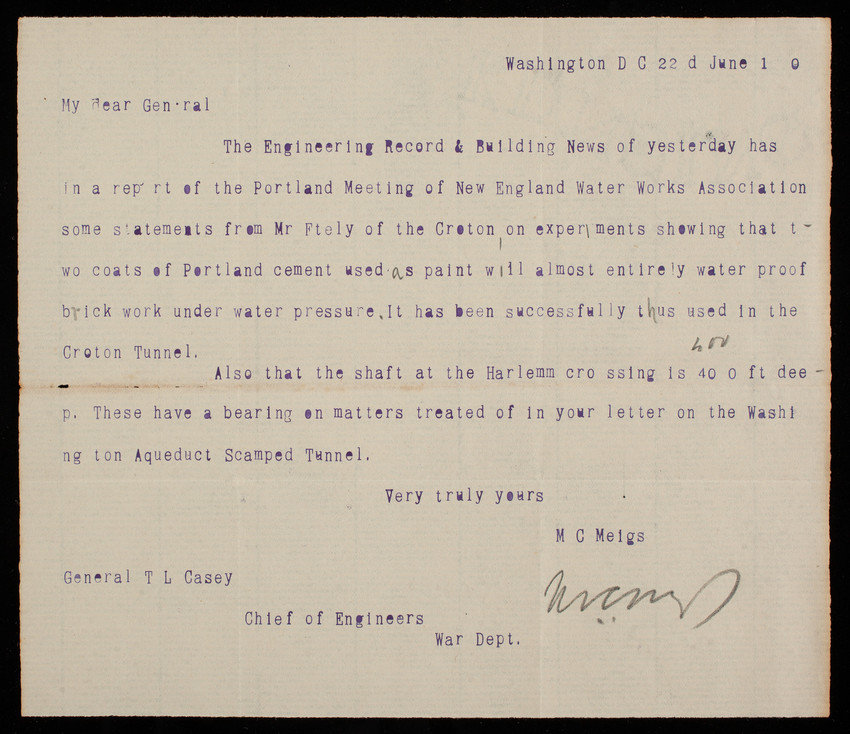 Washington D C 22 d June 1 0
My Dear Gen ral
The Engineering Record & Building News of yesterday has
in a rep rt of the Portland Meeting of New England Water Works Association
some statements from Mr Ftely of the Croton on experiments showing that t-
wo coats of Portland cement used as paint will almost entirely water proof
brick work under water pressure. It has been successfully thus used in the
Croton Tunnel.
400
Also that the shaft at the Harlemm cro ssing is 40 0 ft dee-
p. These have a bearing on matters treated of in your letter on the Washi
ng ton Aqueduct Scamped Tunnel.
Very truly yours
M C Meigs
General T L Casey
MCMeigs
Chief of Engineers
War Dept.